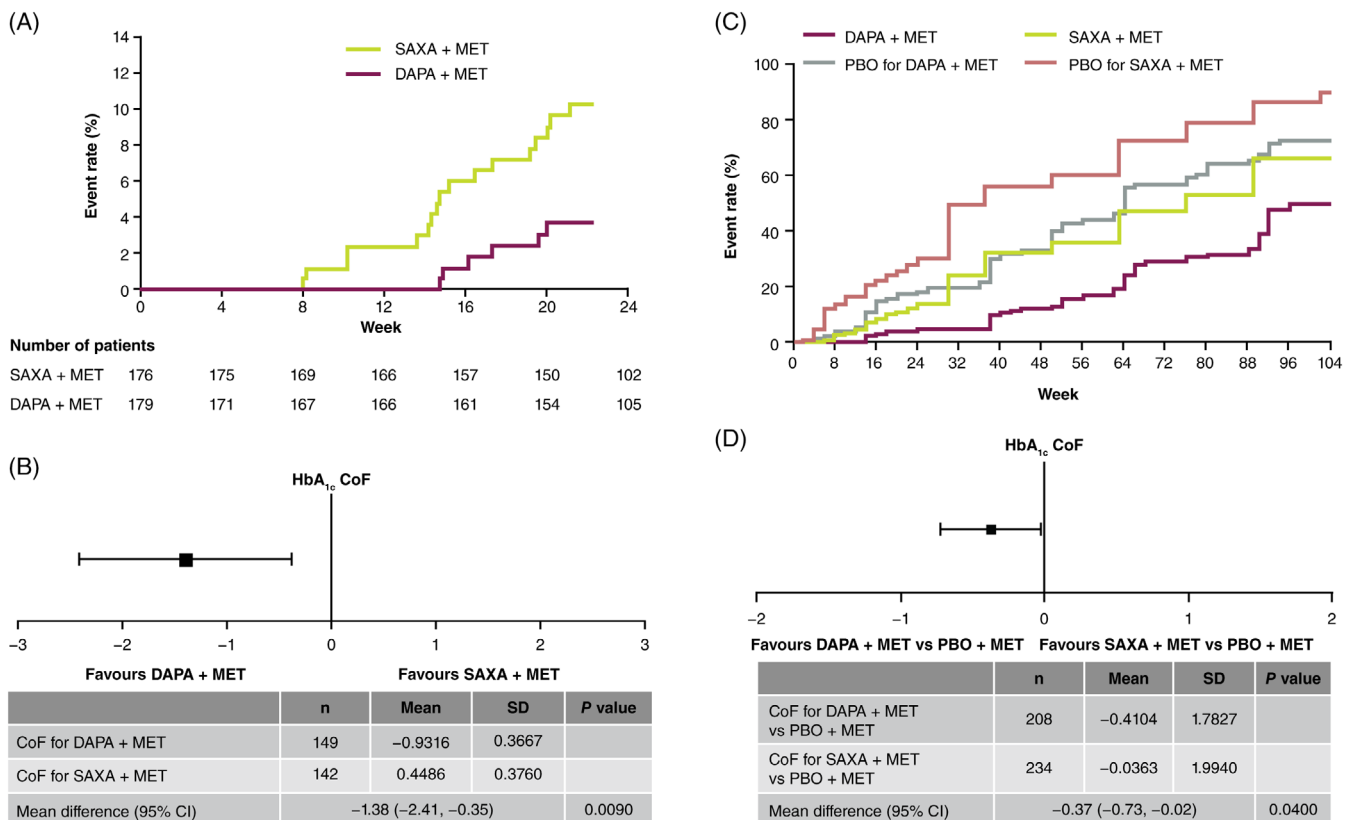 (A)
14
12
10
8
6
4
2
0
Event rate (%)
SAXA + MET
DAPA + MET
0 4 8 12 16 20 24
Week
Number of patients
SAXA + MET 176 175 169 166 157 150 102
DAPA + MET 179 171 167 166 161 154 105
(B)
HbA1c CoF
−3 −2 −1 0 1 2 3
Favours DAPA + MET Favours SAXA + MET
n Mean SD P value
CoF for DAPA + MET 149 −0.9316 0.3667
CoF for SAXA + MET 142 0.4486 0.3760
Mean difference (95% CI) −1.38 (−2.41, −0.35) 0.0090
(C)
DAPA + MET SAXA + MET
PBO for DAPA + MET PBO for SAXA + MET
100
80
60
40
20
0
Event rate (%)
0 8 16 24 32 40 48 56 64 72 80 88 96 104
Week
(D)
HbA1c CoF
−2 −1 0 1 2
Favours DAPA + MET vs PBO + MET Favours SAXA + MET vs PBO + MET
n Mean SD P value
CoF for DAPA + MET
vs PBO + MET
208 −0.4104 1.7827
CoF for SAXA + MET
vs PBO + MET
234 −0.0363 1.9940
Mean difference (95% CI) −0.37 (−0.73, −0.02) 0.0400